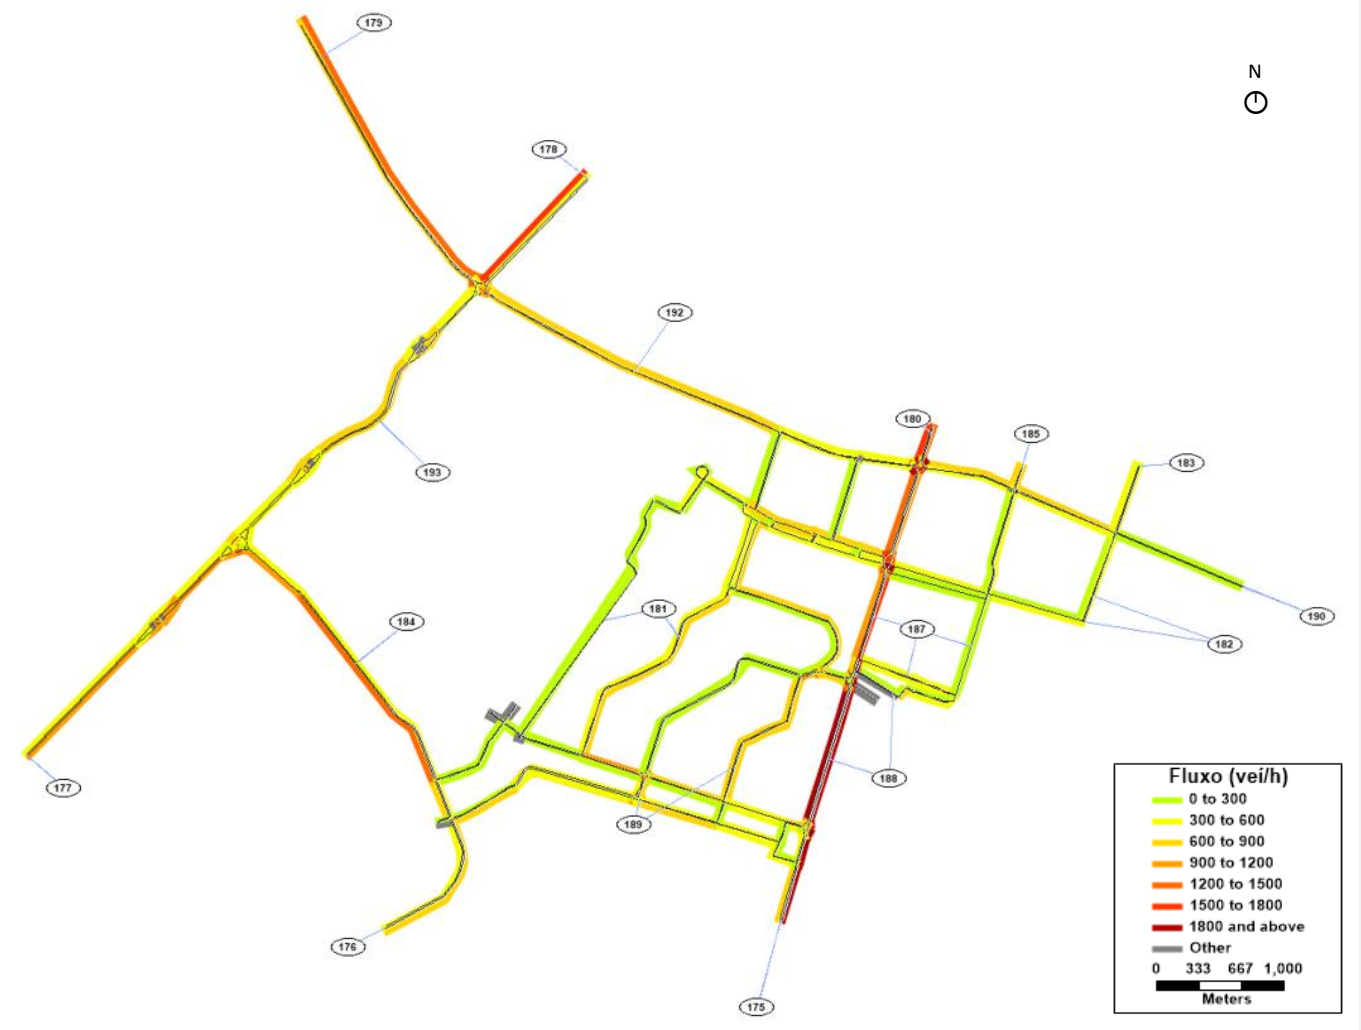 179
N
178
192
180
185
183
193
181
190
184
187
182
177
188
189
176
175
Fluxo (veí/h)
0 to 300
300 to 600
600 to 900
900 to 1200
1200 to 1500
1500 to 1800
1800 and above
Other
0 333 667 1,000
Meters